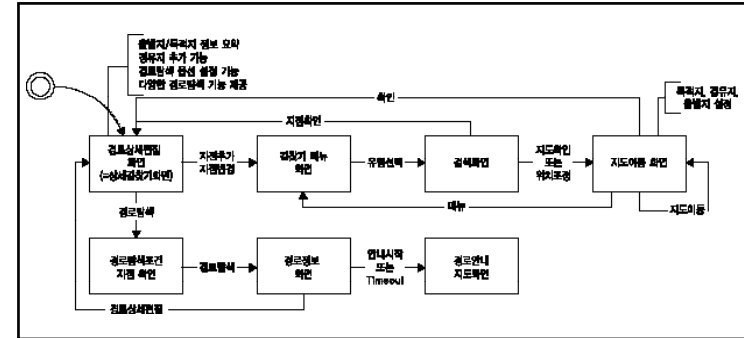 출발지/목적지 정보 요약
경유지 추가 가능
경로탐색 옵션 설정 가능
다양한 경로탐색 기능 제공
확인
목적지, 경유지,
출발지 설정
지점확인
경로상세편집
화면
(=상세길찾기화면)
지점추가
지점변경
길찾기 메뉴
화면
유형선택
검색화면
지도확인
또는
위치조정
지도이동 화면
메뉴
지도이동
경로탐색
경로탐색조건
지점 확인
경로탐색
경로정보
화면
안내시작
또는
Timeout
경로안내
지도화면
경로상세편집